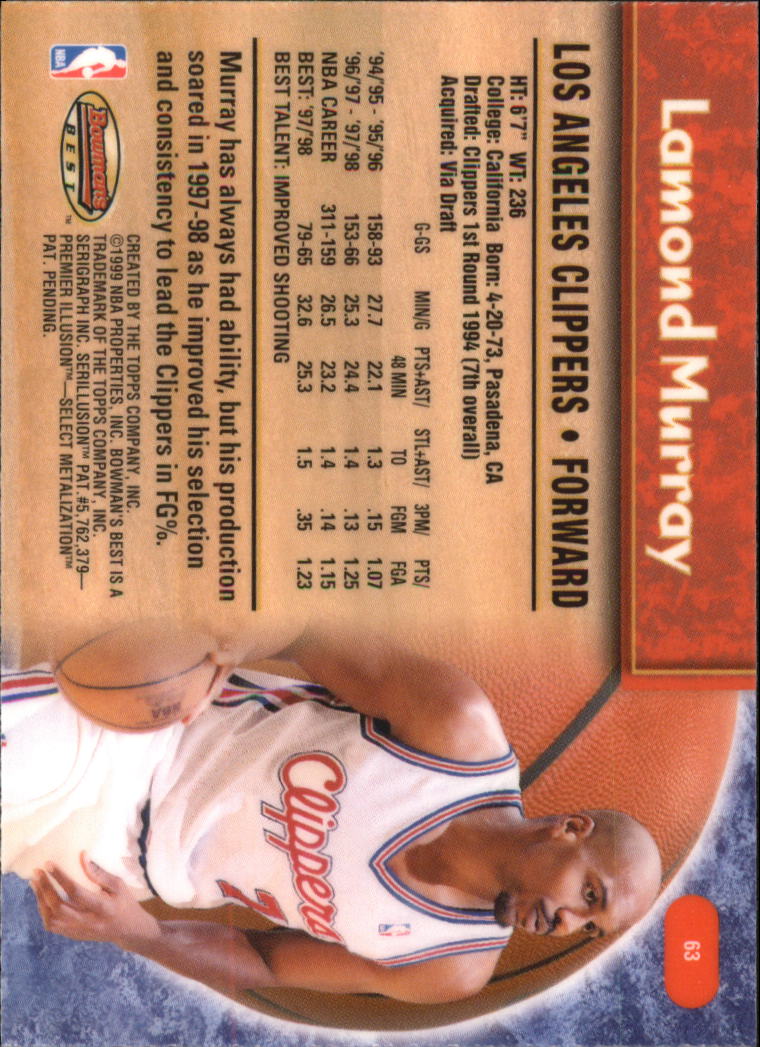 Lamond Murray
63
LOS ANGELES CLIPPERS • FORWARD
HT: 6'7" WT: 236
College: California Born: 4-20-73, Pasadena, CA
Drafted: Clippers 1st Round 1994 (7th overall)
Acquired: Via Draft
G-GS MIN/G PTS+AST/ 48 MIN STL+AST/ TO 3PM/ FGM PTS/ FGA
'94/'95 - '95/'96 158-93 27.7 22.1 1.3 .15 1.07
'96/'97 - '97/'98 153-66 25.3 24.4 1.4 .13 1.25
NBA CAREER 311-159 26.5 23.2 1.4 .14 1.15
BEST: '97/'98 79-65 32.6 25.3 1.5 .35 1.23
BEST TALENT: IMPROVED SHOOTING
Murray has always had ability, but his production
soared in 1997-98 as he improved his selection
and consistency to lead the Clippers in FG%.
NBA
Bowman's
BEST™
CREATED BY THE TOPPS COMPANY, INC.
©1999 NBA PROPERTIES, INC. BOWMAN'S BEST IS A
TRADEMARK OF THE TOPPS COMPANY, INC.
SERIGRAPH INC. SERILLUSION™ PAT. #5,762,379—
PREMIER ILLUSION™—SELECT METALIZATION™
PAT. PENDING.
Clippers
7
NBA